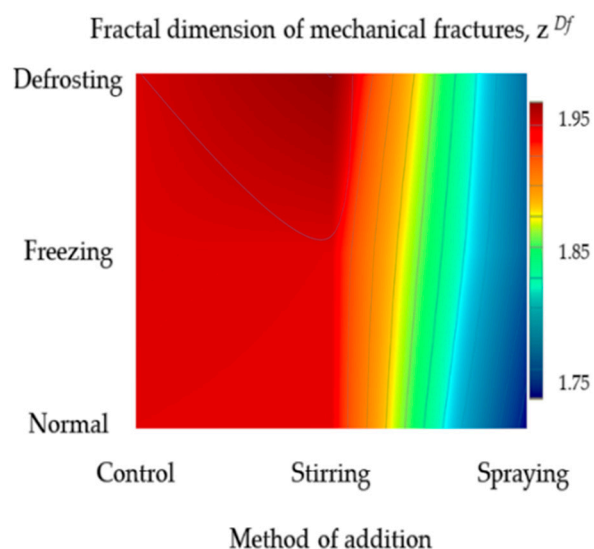 Fractal dimension of mechanical fractures, z Df
Defrosting
1.95
Freezing
1.85
1.75
Normal
Control Stirring Spraying
Method of addition